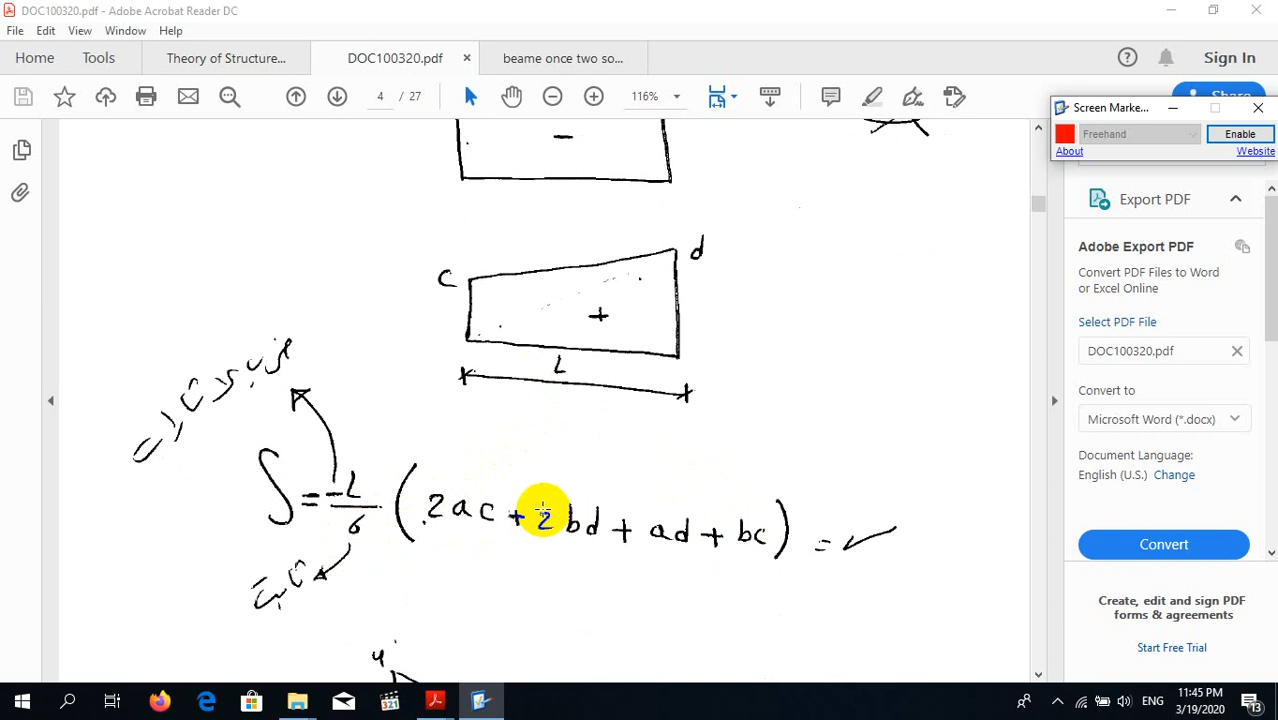 DOC100320.pdf - Adobe Acrobat Reader DC
File Edit View Window Help
Home Tools Theory of Structure... DOC100320.pdf × beame once two so... Sign In
4 / 27 116% Share
Screen Marke...
Freehand Enable
About Website
−
c d
+
L
∫ = -L/6 (2ac + 2bd + ad + bc) = ✓
Export PDF
Adobe Export PDF
Convert PDF Files to Word
or Excel Online
Select PDF File
DOC100320.pdf
Convert to
Microsoft Word (*.docx)
Document Language:
English (U.S.) Change
Convert
Create, edit and sign PDF
forms & agreements
Start Free Trial
321
ENG
11:45 PM
3/19/2020
13